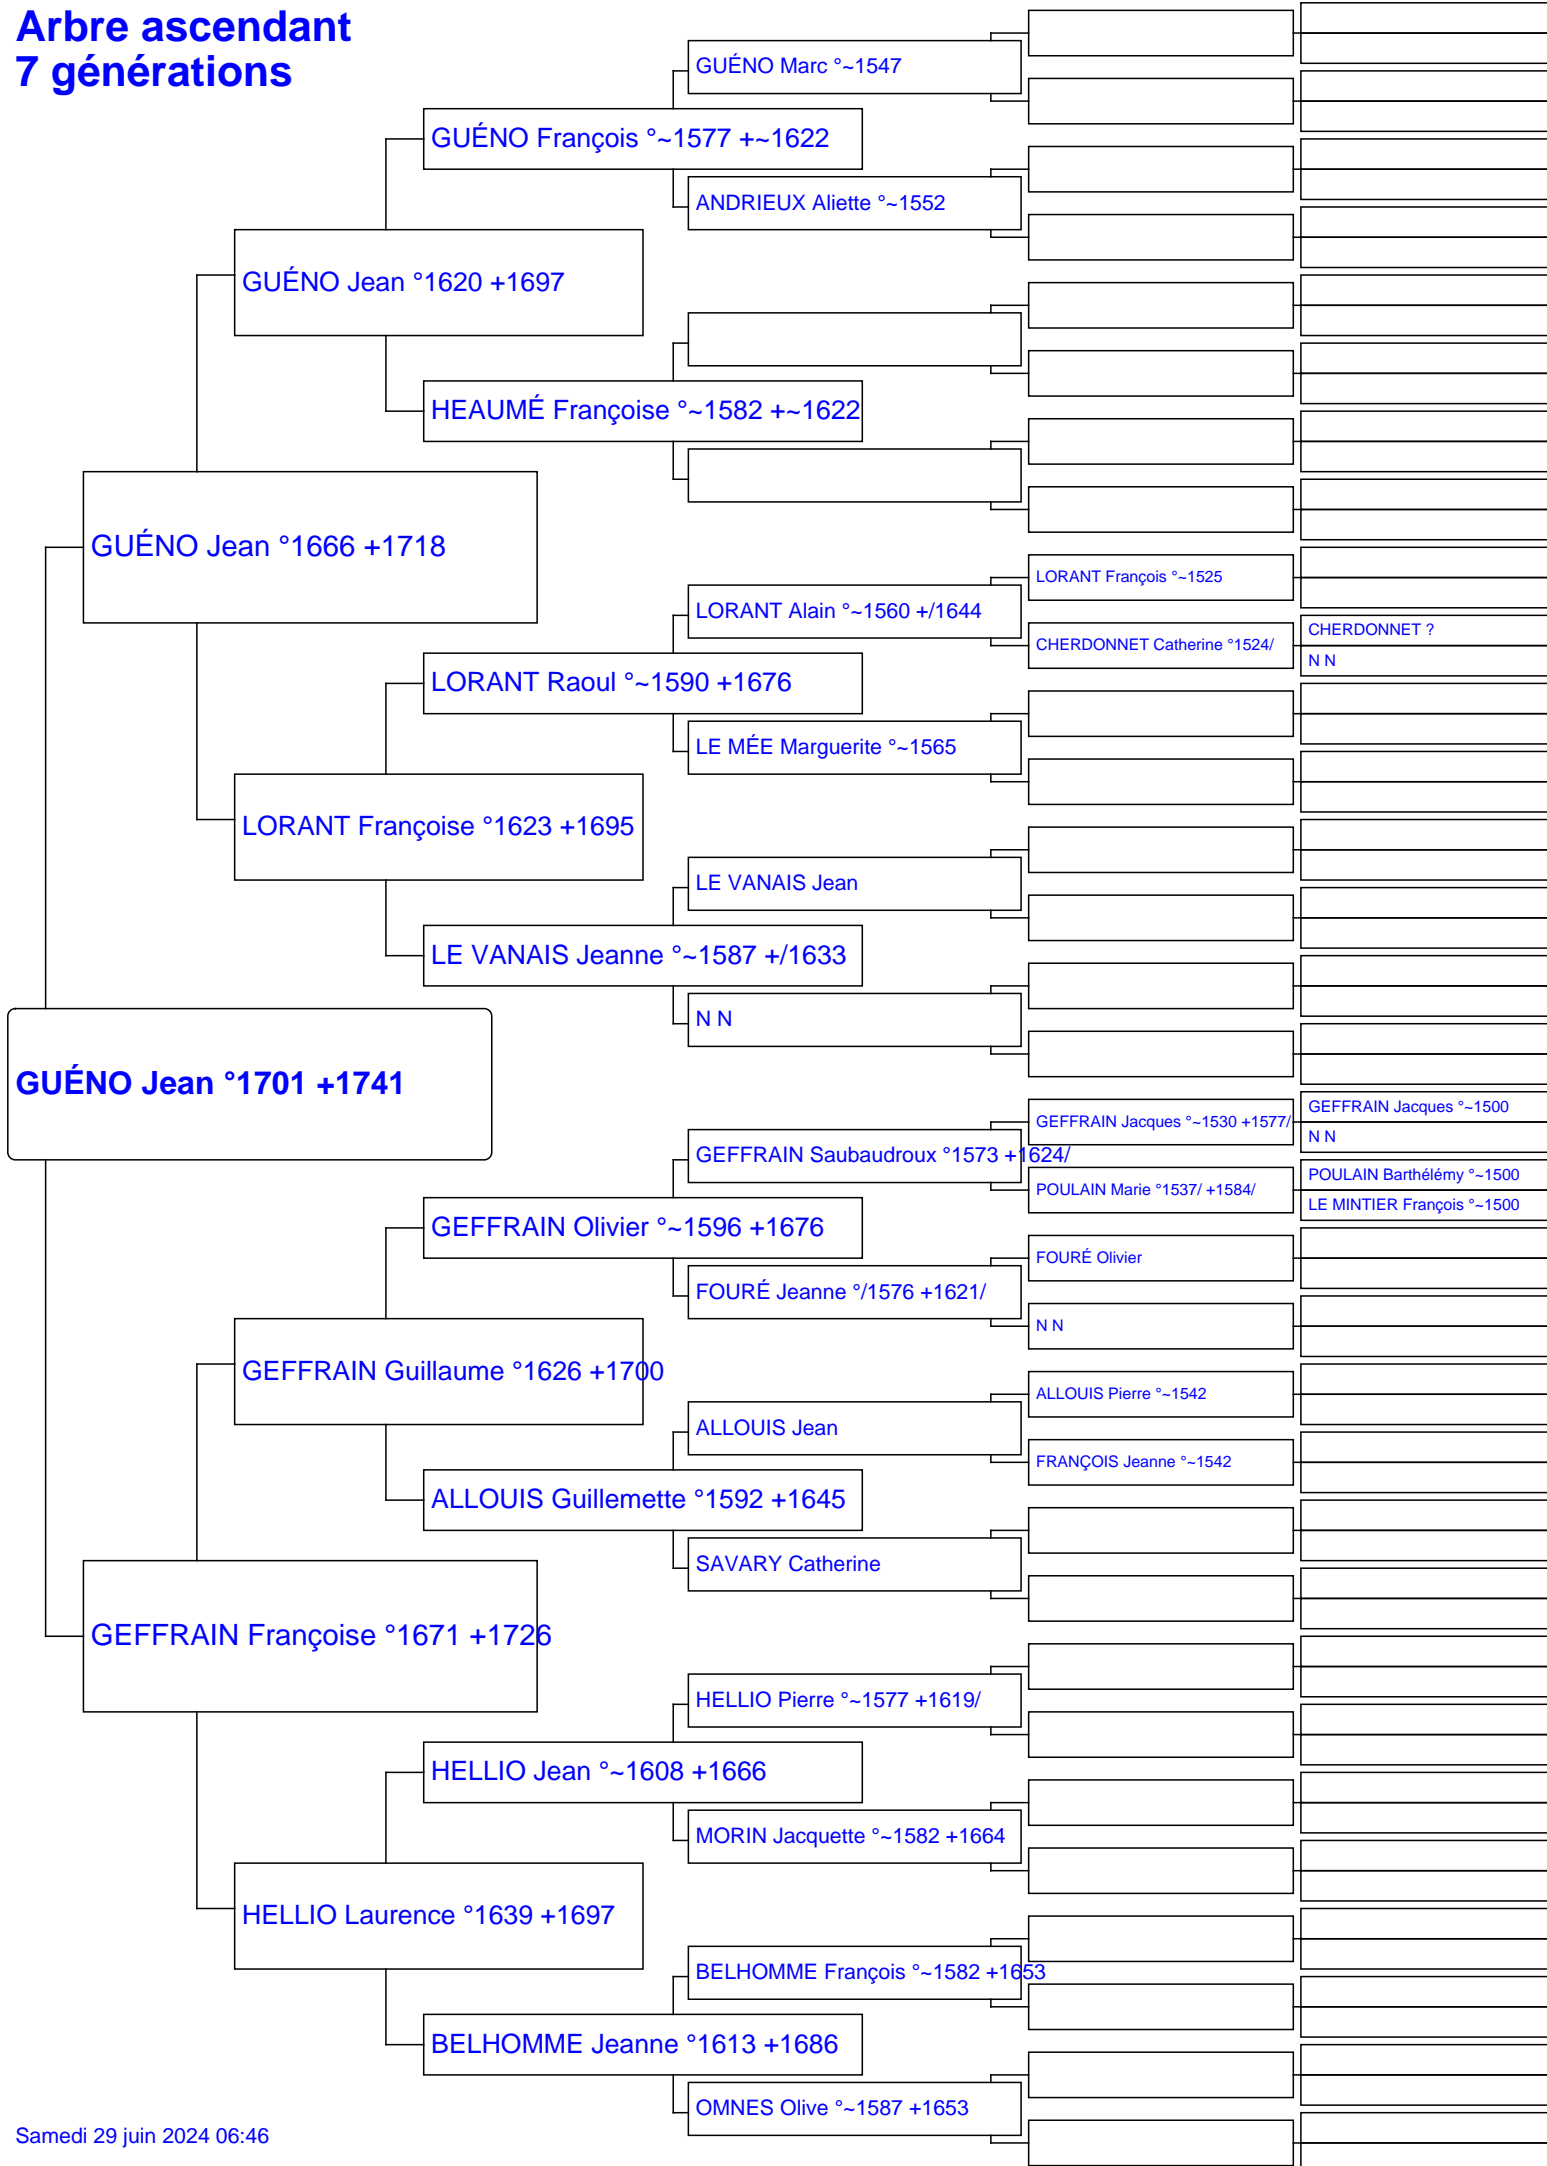 Arbre ascendant
7 générations
GUÉNO Marc °~1547
GUÉNO François °~1577 +~1622
ANDRIEUX Aliette °~1552
GUÉNO Jean °1620 +1697
HEAUMÉ Françoise °~1582 +~1622
GUÉNO Jean °1666 +1718
LORANT François °~1525
LORANT Alain °~1560 +/1644
CHERDONNET ?
CHERDONNET Catherine °1524/
N N
LORANT Raoul °~1590 +1676
LE MÉE Marguerite °~1565
LORANT Françoise °1623 +1695
LE VANAIS Jean
LE VANAIS Jeanne °~1587 +/1633
N N
GUÉNO Jean °1701 +1741
GEFFRAIN Jacques °~1500
GEFFRAIN Jacques °~1530 +1577/
N N
GEFFRAIN Saubaudroux °1573 +1624/
POULAIN Barthélémy °~1500
POULAIN Marie °1537/ +1584/
LE MINTIER François °~1500
GEFFRAIN Olivier °~1596 +1676
FOURÉ Olivier
FOURÉ Jeanne °/1576 +1621/
N N
GEFFRAIN Guillaume °1626 +1700
ALLOUIS Pierre °~1542
ALLOUIS Jean
FRANÇOIS Jeanne °~1542
ALLOUIS Guillemette °1592 +1645
SAVARY Catherine
GEFFRAIN Françoise °1671 +1726
HELLIO Pierre °~1577 +1619/
HELLIO Jean °~1608 +1666
MORIN Jacquette °~1582 +1664
HELLIO Laurence °1639 +1697
BELHOMME François °~1582 +1653
BELHOMME Jeanne °1613 +1686
OMNES Olive °~1587 +1653
Samedi 29 juin 2024 06:46